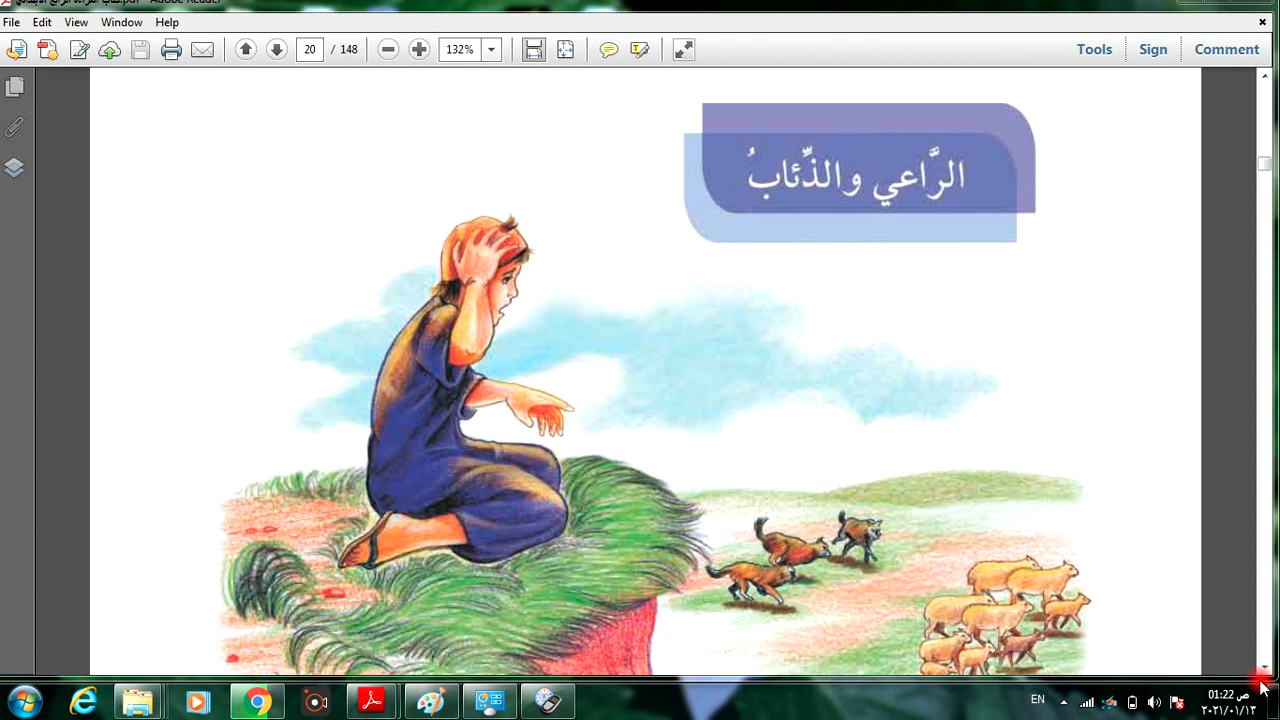 File Edit View Window Help
20 / 148 132% Tools Sign Comment
الرَّاعي والذِّئابُ
EN
01:22 ص
٢٠٢١/٠١/١٣